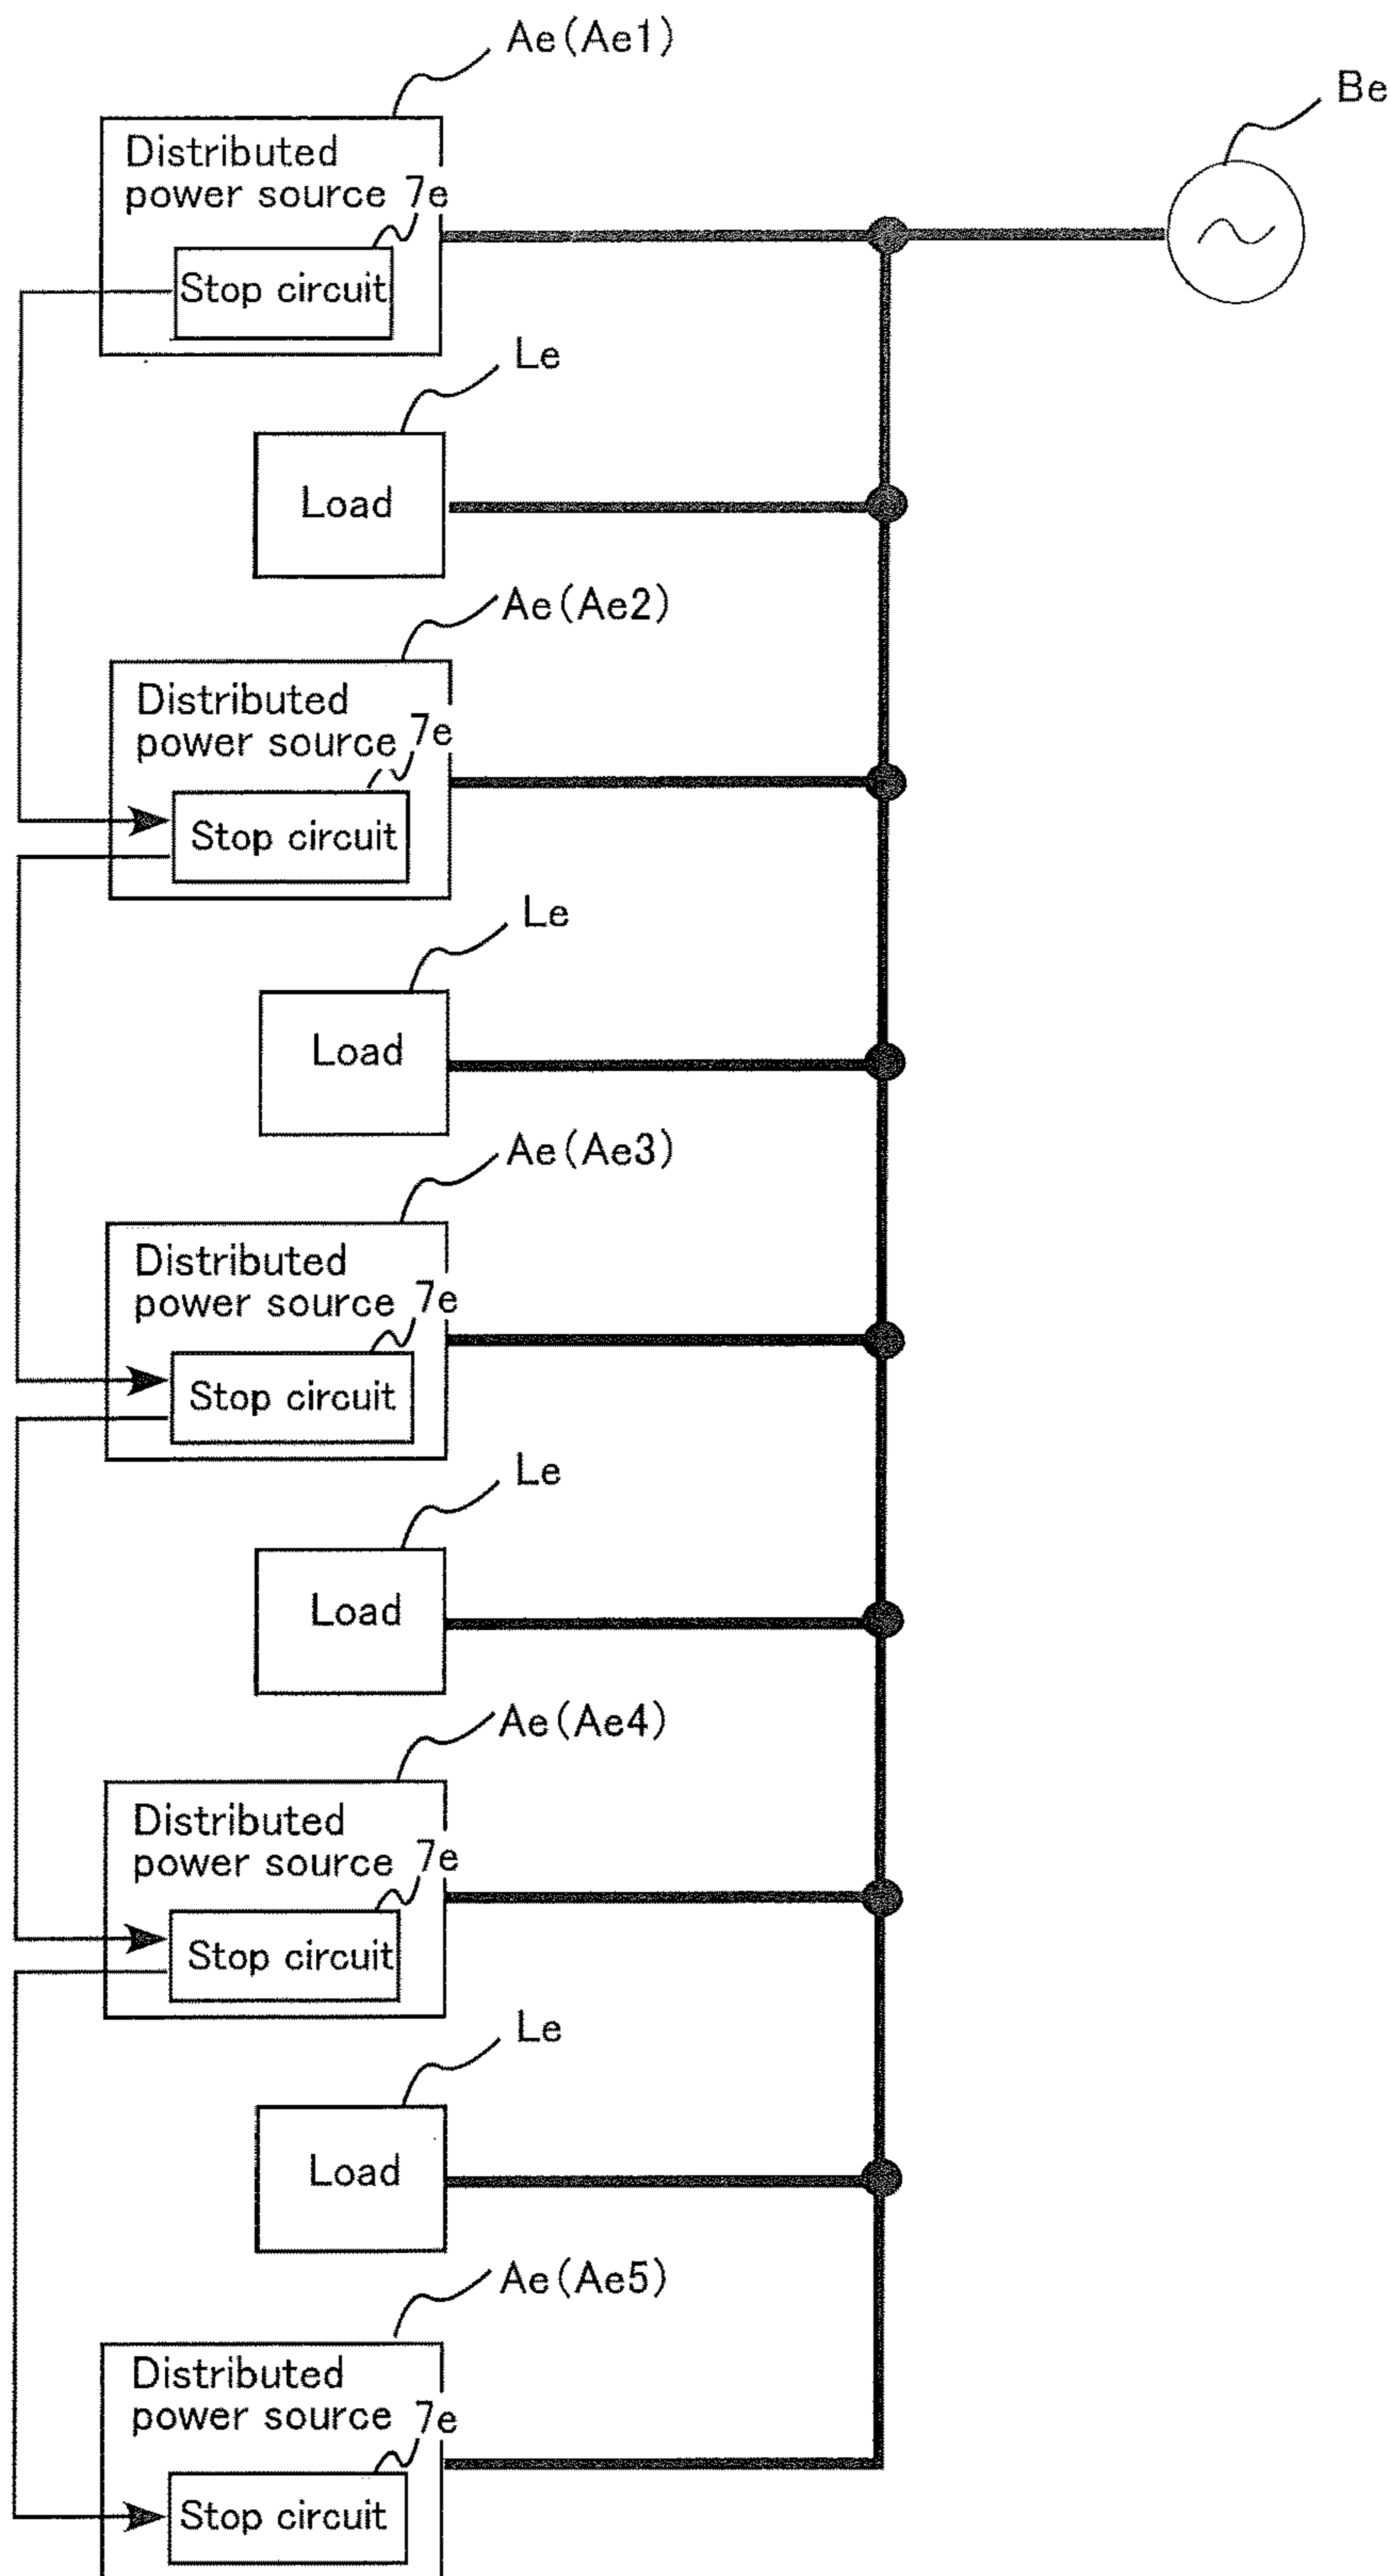 Ae(Ae1)
Be
Distributed
power source 7e
Stop circuit
Le
Load
Ae(Ae2)
Distributed
power source 7e
Stop circuit
Le
Load
Ae(Ae3)
Distributed
power source 7e
Stop circuit
Le
Load
Ae(Ae4)
Distributed
power source 7e
Stop circuit
Le
Load
Ae(Ae5)
Distributed
power source 7e
Stop circuit